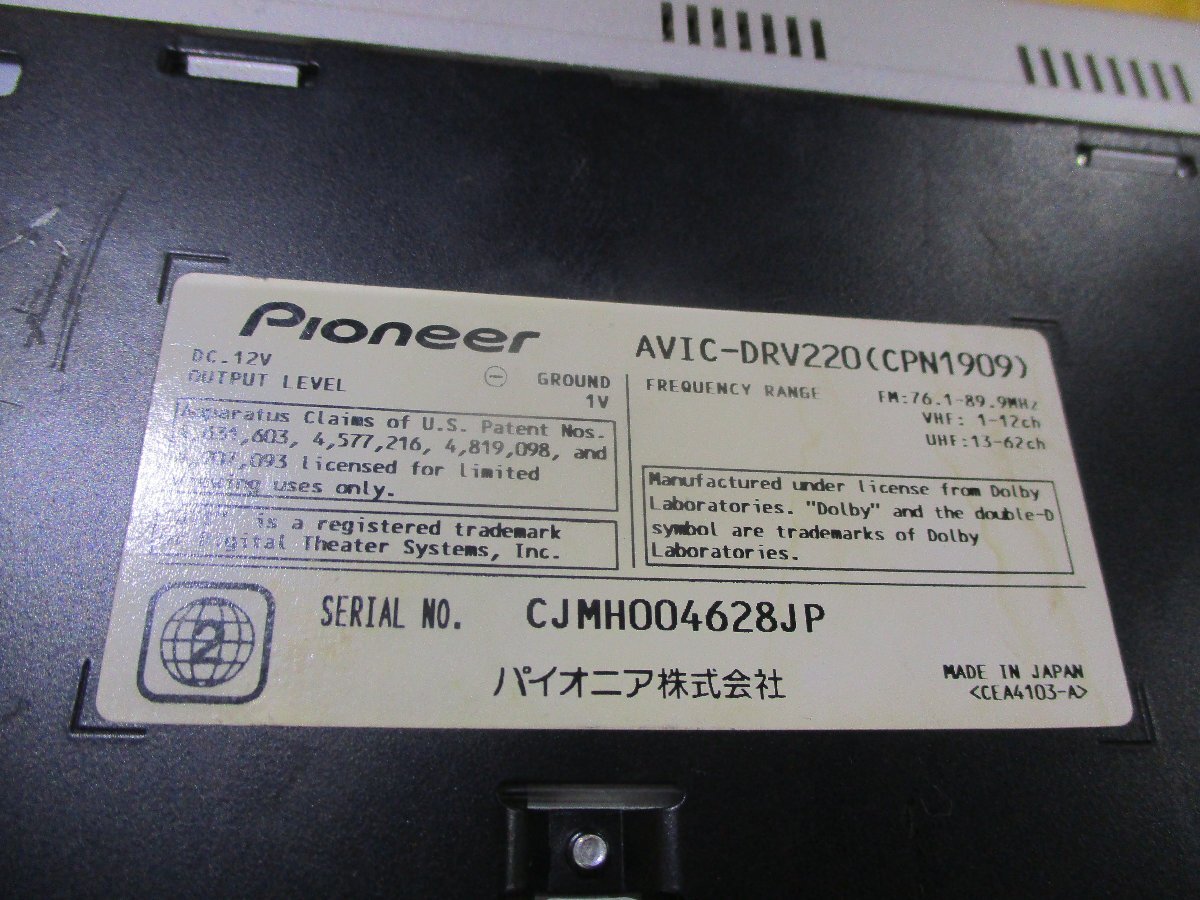 Pioneer
AVIC-DRV220(CPN1909)
DC.12V ⊖ GROUND
OUTPUT LEVEL 1V
Apparatus Claims of U.S. Patent Nos.
4,577,216, 4,819,098, and
licensed for limited
viewing uses only.
is a registered trademark
Digital Theater Systems, Inc.
FREQUENCY RANGE FM:76.1-89.9MHz
VHF: 1-12ch
UHF:13-62ch
Manufactured under license from Dolby
Laboratories. "Dolby" and the double-D
symbol are trademarks of Dolby
Laboratories.
2
SERIAL NO. CJMH004628JP
パイオニア株式会社
MADE IN JAPAN
<CEA4103-A>